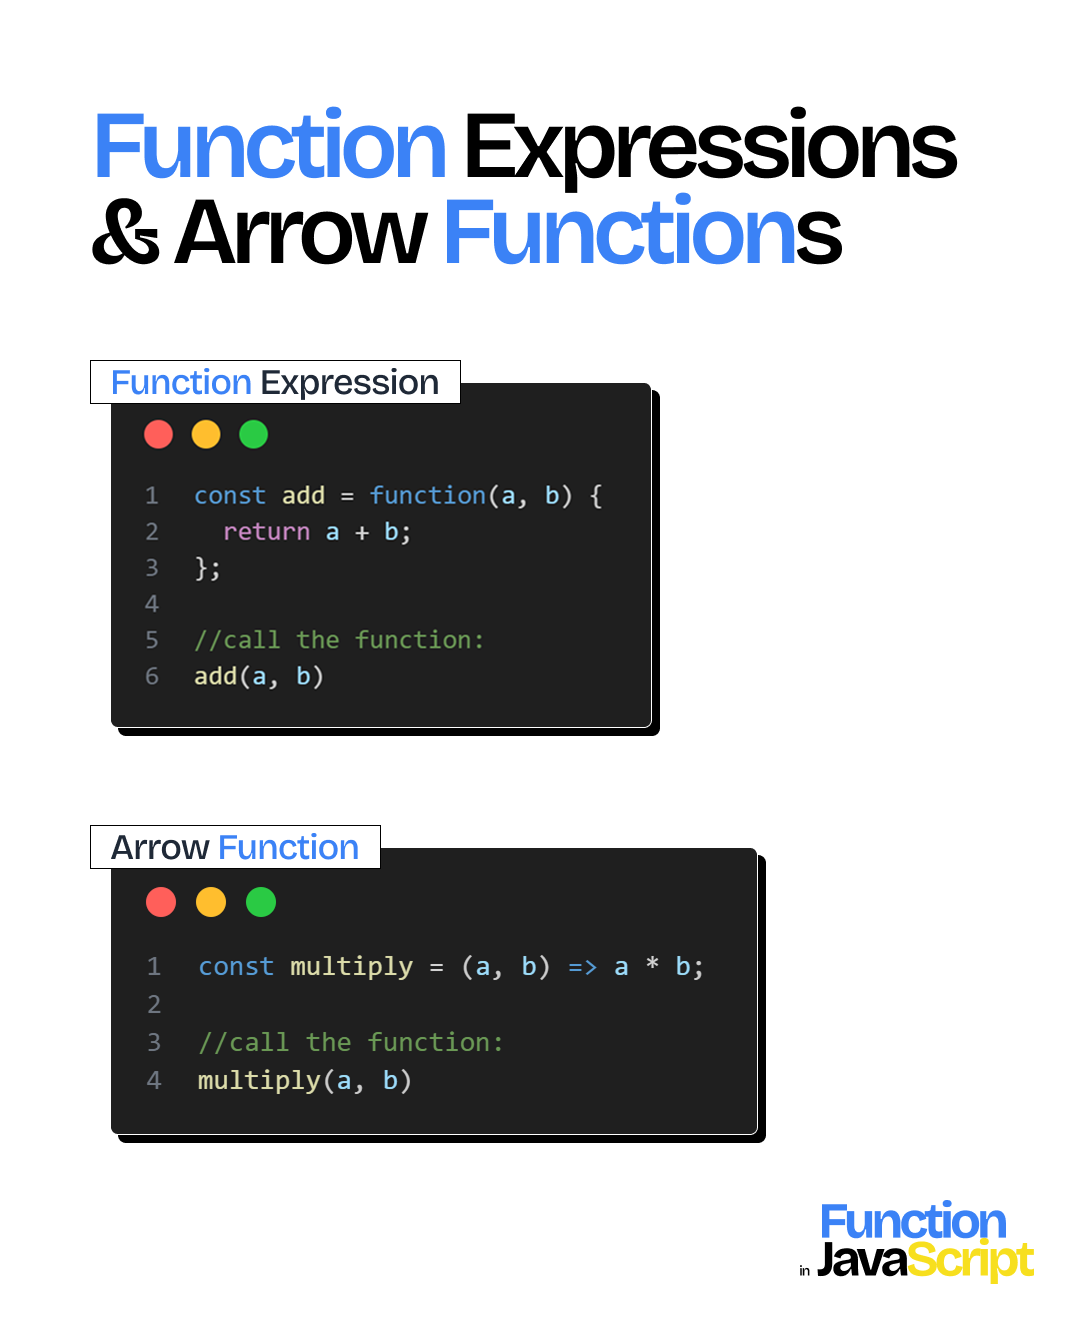 Function Expressions
& Arrow Functions
Function Expression
1 const add = function(a, b) {
2 return a + b;
3 };
4
5 //call the function:
6 add(a, b)
Arrow Function
1 const multiply = (a, b) => a * b;
2
3 //call the function:
4 multiply(a, b)
Function
in JavaScript